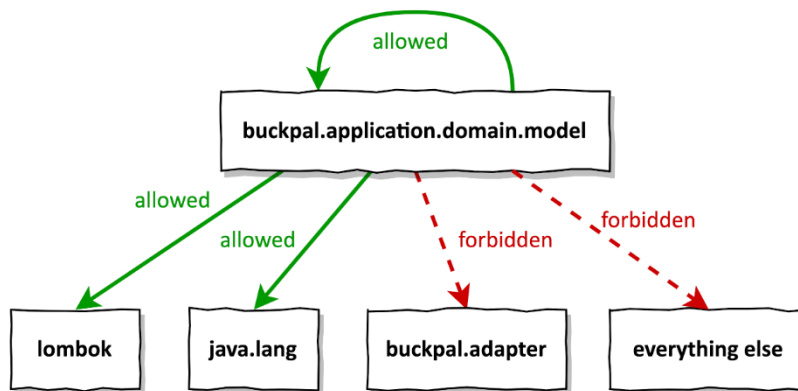 allowed
buckpal.application.domain.model
allowed
allowed
forbidden
forbidden
lombok
java.lang
buckpal.adapter
everything else